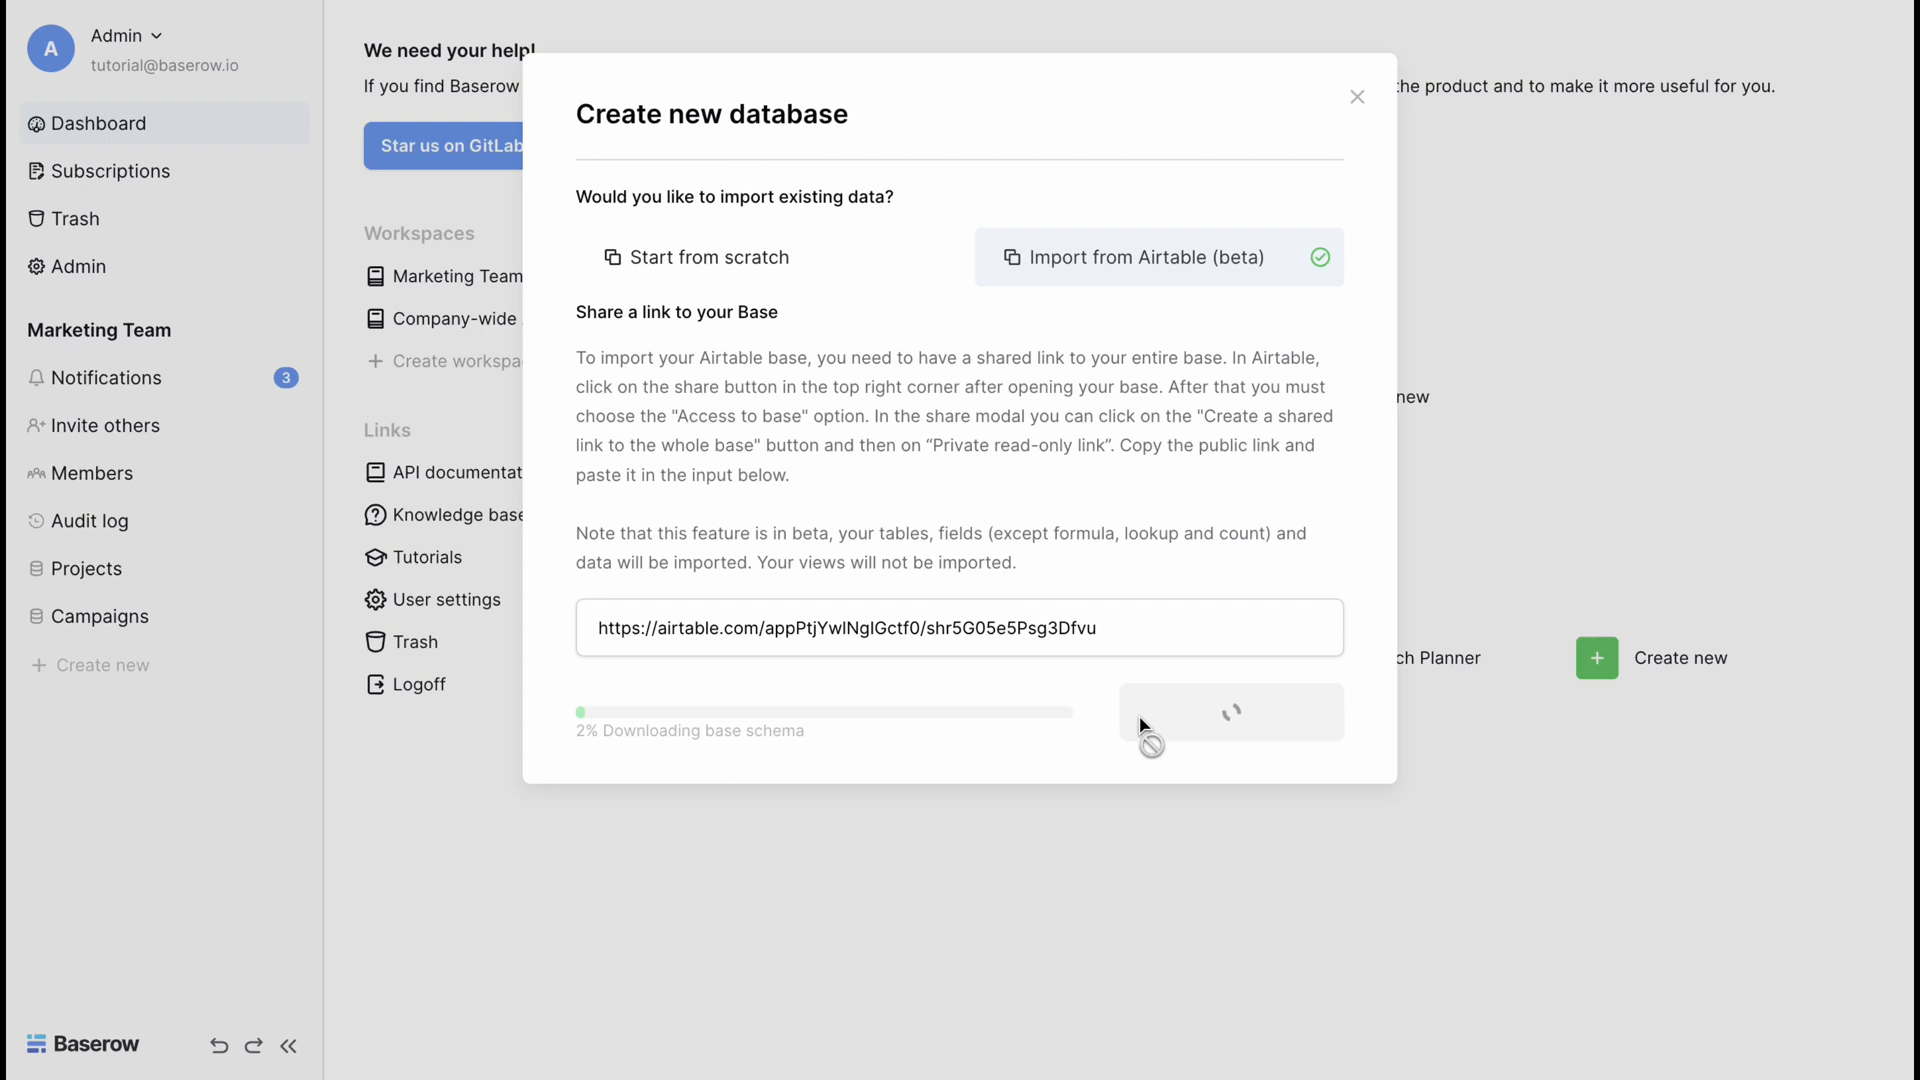 A
Admin
tutorial@baserow.io
Dashboard
Subscriptions
Trash
Admin
Marketing Team
Notifications
3
Invite others
Members
Audit log
Projects
Campaigns
+ Create new
Baserow
We need your help!
If you find Baserow
the product and to make it more useful for you.
Star us on GitLab
Workspaces
Marketing Team
Company-wide
+ Create workspa
Links
API documentat
Knowledge base
Tutorials
User settings
Trash
Logoff
new
ch Planner
+ Create new
Create new database
Would you like to import existing data?
Start from scratch
Import from Airtable (beta)
Share a link to your Base
To import your Airtable base, you need to have a shared link to your entire base. In Airtable,
click on the share button in the top right corner after opening your base. After that you must
choose the "Access to base" option. In the share modal you can click on the "Create a shared
link to the whole base" button and then on “Private read-only link”. Copy the public link and
paste it in the input below.
Note that this feature is in beta, your tables, fields (except formula, lookup and count) and
data will be imported. Your views will not be imported.
https://airtable.com/appPtjYwlNgIGctf0/shr5G05e5Psg3Dfvu
2% Downloading base schema